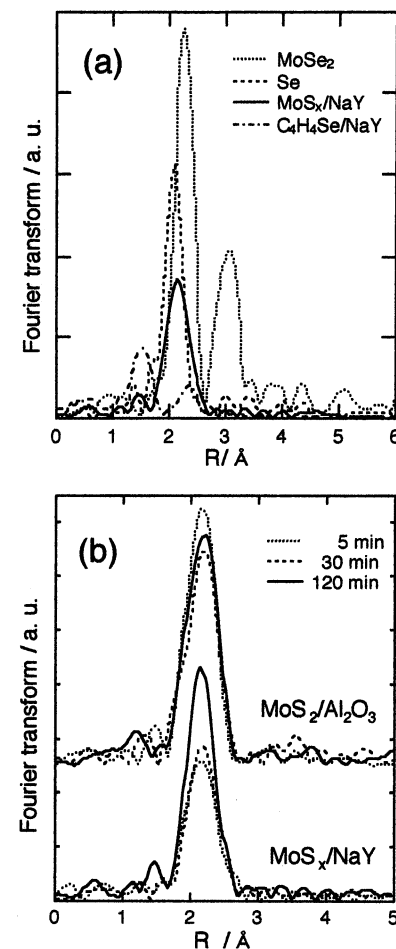 (a)
MoSe₂
Se
MoSₓ/NaY
C₄H₄Se/NaY
Fourier transform / a. u.
0 1 2 3 4 5 6
R/ Å
(b)
5 min
30 min
120 min
MoS₂/Al₂O₃
MoSₓ/NaY
Fourier transform / a. u.
0 1 2 3 4 5
R / Å